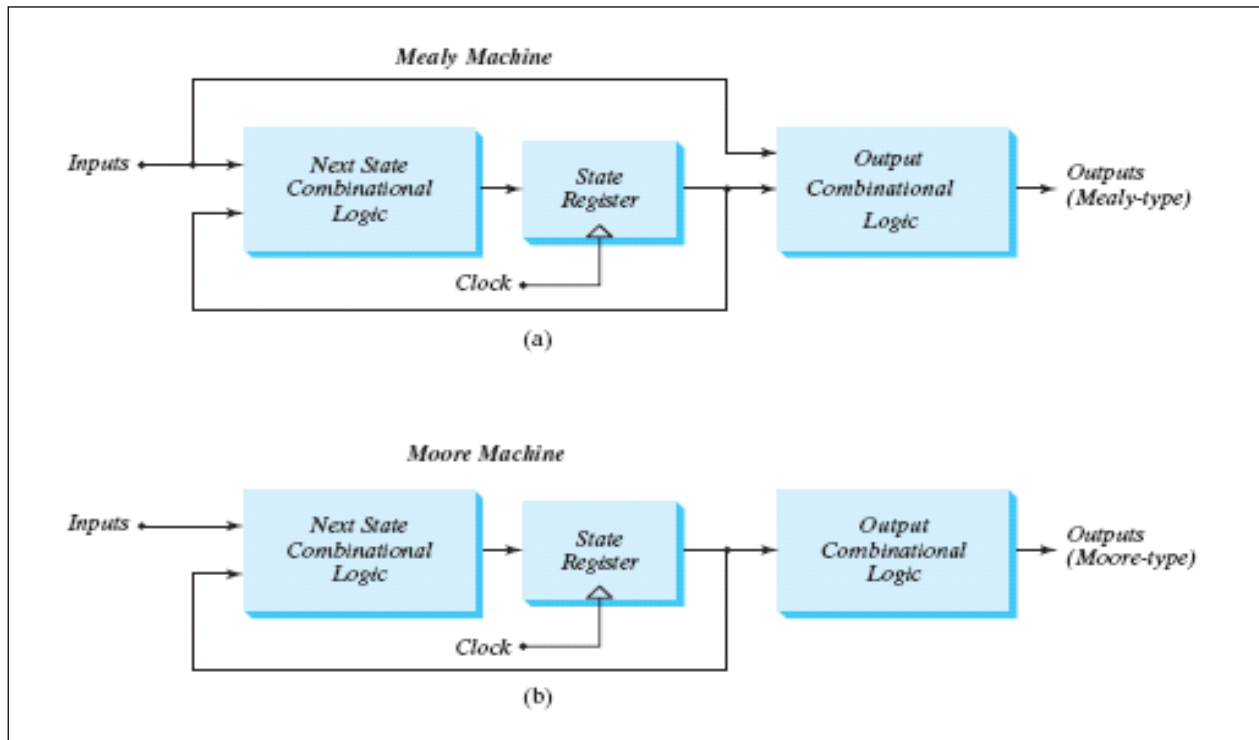 Mealy Machine
Inputs
Next State
Combinational
Logic
State
Register
Output
Combinational
Logic
Outputs
(Mealy-type)
Clock
(a)
Moore Machine
Inputs
Next State
Combinational
Logic
State
Register
Output
Combinational
Logic
Outputs
(Moore-type)
Clock
(b)